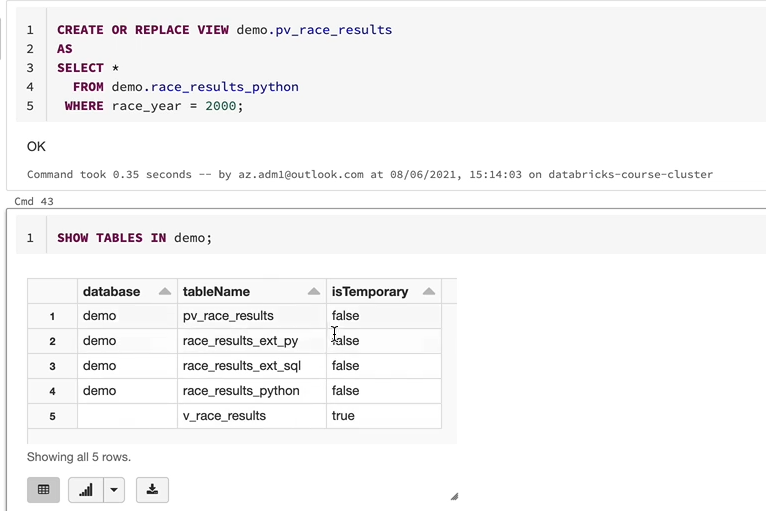 1 CREATE OR REPLACE VIEW demo.pv_race_results
2 AS
3 SELECT *
4 FROM demo.race_results_python
5 WHERE race_year = 2000;
OK
Command took 0.35 seconds -- by az.adm1@outlook.com at 08/06/2021, 15:14:03 on databricks-course-cluster
Cmd 43
1 SHOW TABLES IN demo;
database tableName isTemporary
1 demo pv_race_results false
2 demo race_results_ext_py false
3 demo race_results_ext_sql false
4 demo race_results_python false
5 v_race_results true
Showing all 5 rows.